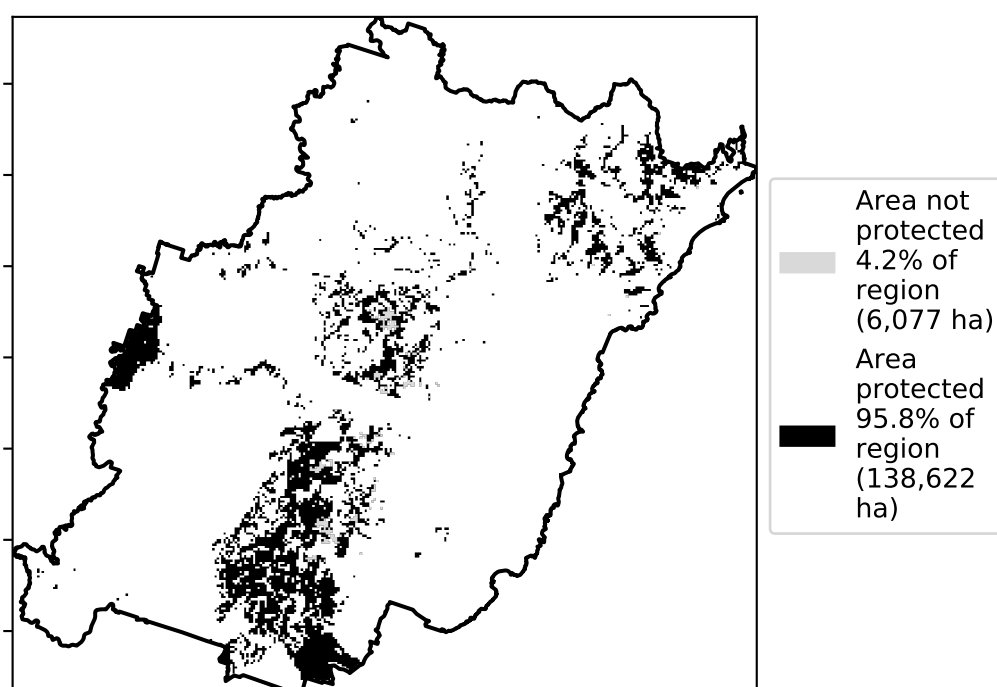 Area not
protected
4.2% of
region
(6,077 ha)
Area
protected
95.8% of
region
(138,622
ha)